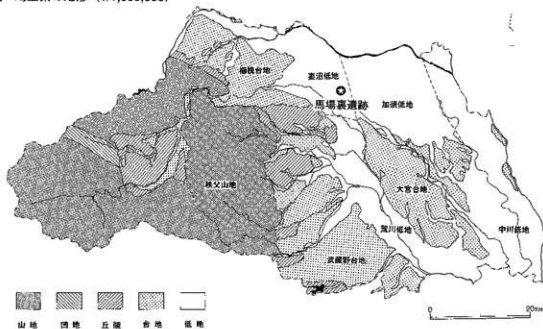 櫛挽台地
妻沼低地
馬場裏遺跡
加須低地
秩父山地
大宮台地
荒川低地
中川低地
武蔵野台地
山地
凹地
丘陵
台地
低地
0
20km